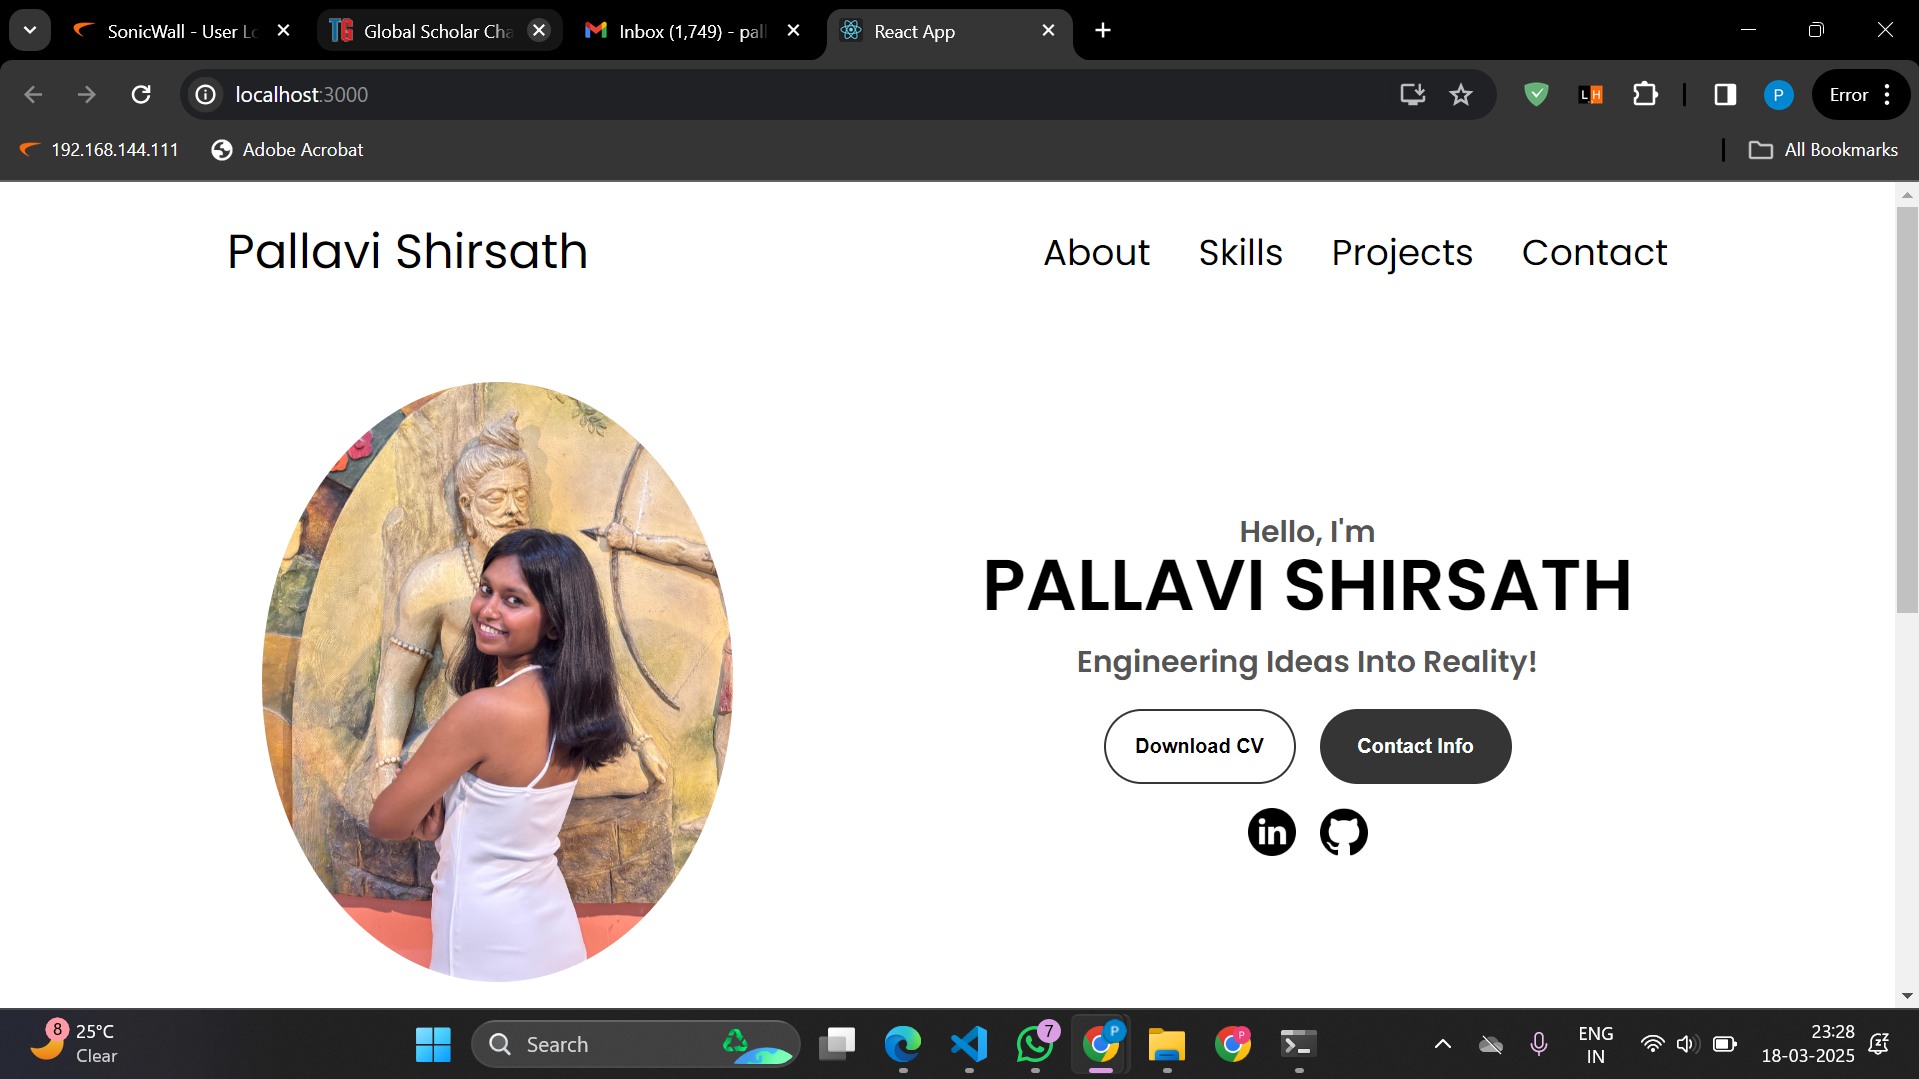 SonicWall - User Lo
Global Scholar Cha
Inbox (1,749) - pall
React App
localhost:3000
L H
P
Error
192.168.144.111
Adobe Acrobat
All Bookmarks
Pallavi Shirsath
About
Skills
Projects
Contact
Hello, I'm
PALLAVI SHIRSATH
Engineering Ideas Into Reality!
Download CV
Contact Info
in
8
25°C
Clear
Search
7
P
P
ENG
IN
23:28
18-03-2025